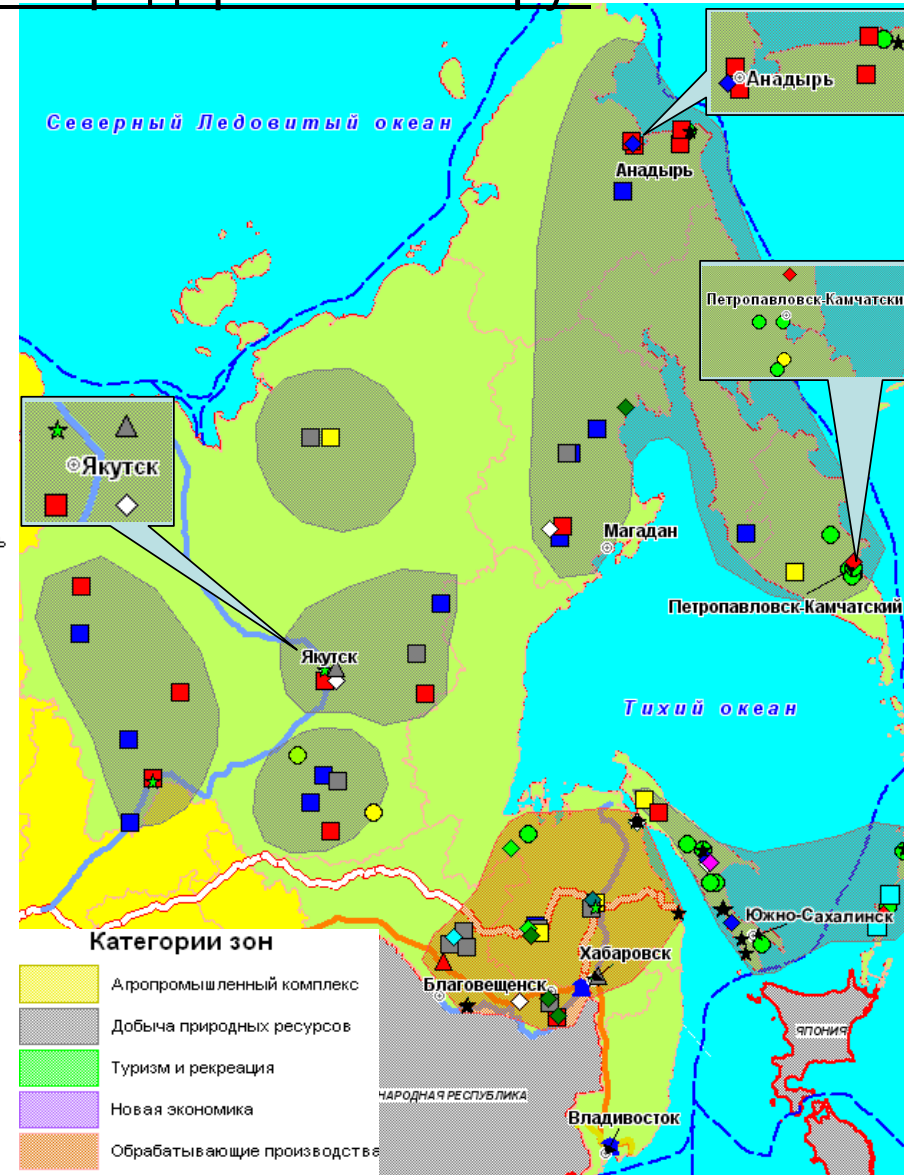 Северный Ледовитый океан
Анадырь
Анадырь
Петропавловск-Камчатски
Якутск
Магадан
Петропавловск-Камчатский
Якутск
Тихий океан
Южно-Сахалинск
Хабаровск
Благовещенск
ЯПОНИЯ
НАРОДНАЯ РЕСПУБЛИКА
Владивосток
Категории зон
Агропромышленный комплекс
Добыча природных ресурсов
Туризм и рекреация
Новая экономика
Обрабатывающие производства